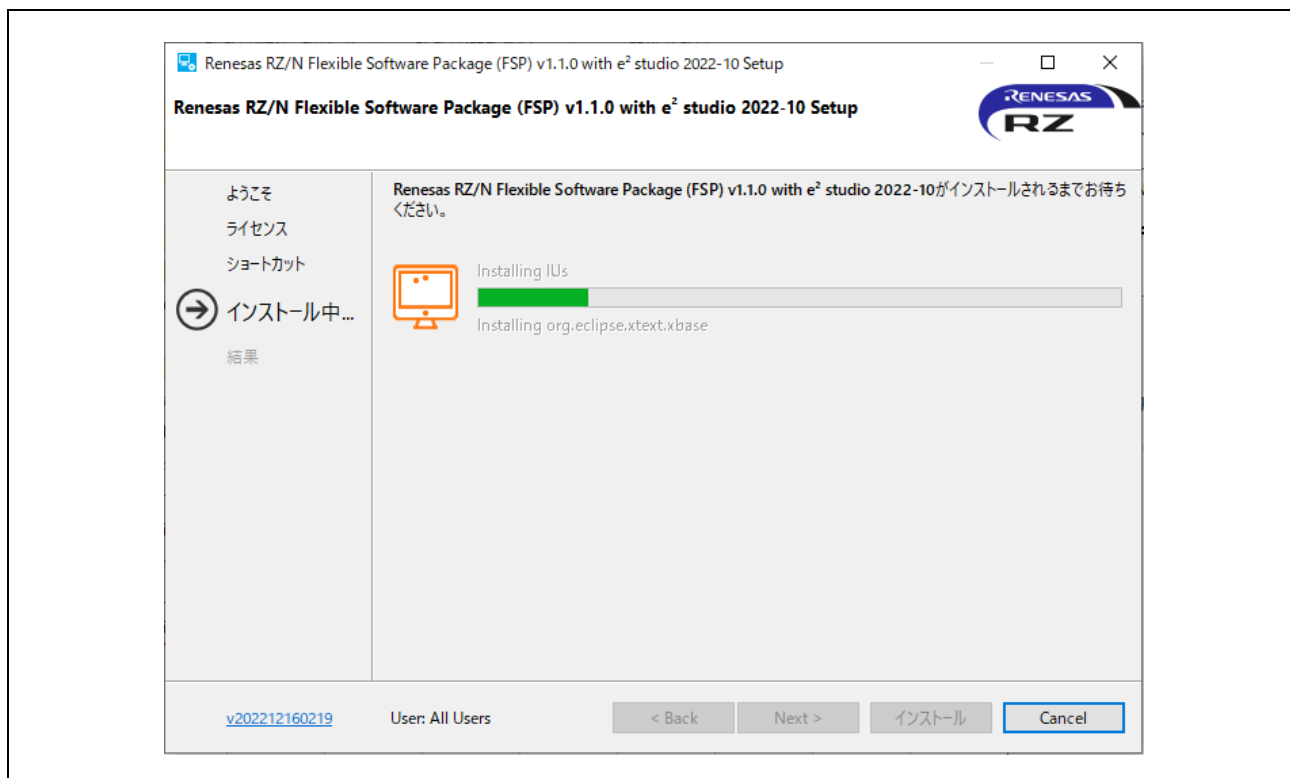 Renesas RZ/N Flexible Software Package (FSP) v1.1.0 with e² studio 2022-10 Setup
Renesas RZ/N Flexible Software Package (FSP) v1.1.0 with e² studio 2022-10 Setup
RENESAS
RZ
ようこそ
ライセンス
ショートカット
インストール中...
結果
Renesas RZ/N Flexible Software Package (FSP) v1.1.0 with e² studio 2022-10がインストールされるまでお待ち
ください。
Installing IUs
Installing org.eclipse.xtext.xbase
v202212160219
User: All Users
< Back
Next >
インストール
Cancel